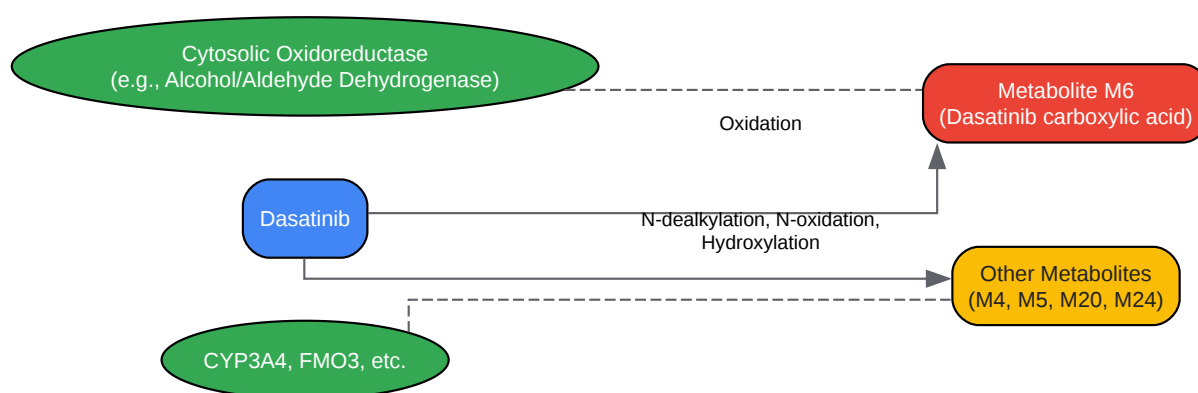 Cytosolic Oxidoreductase
(e.g., Alcohol/Aldehyde Dehydrogenase)
Metabolite M6
(Dasatinib carboxylic acid)
Oxidation
Dasatinib
N-dealkylation, N-oxidation,
Hydroxylation
Other Metabolites
(M4, M5, M20, M24)
CYP3A4, FMO3, etc.